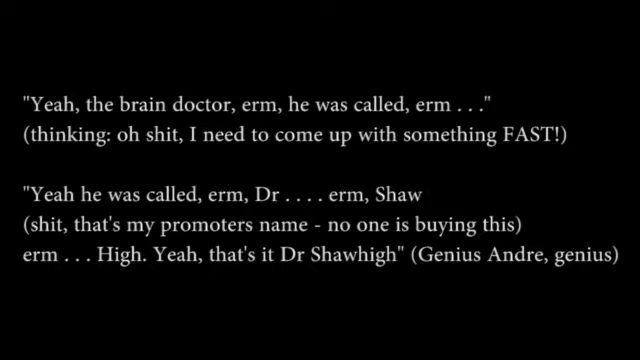 "Yeah, the brain doctor, erm, he was called, erm . . ."
(thinking: oh shit, I need to come up with something FAST!)
"Yeah he was called, erm, Dr . . . . erm, Shaw
(shit, that's my promoters name - no one is buying this)
erm . . . High. Yeah, that's it Dr Shawhigh" (Genius Andre, genius)